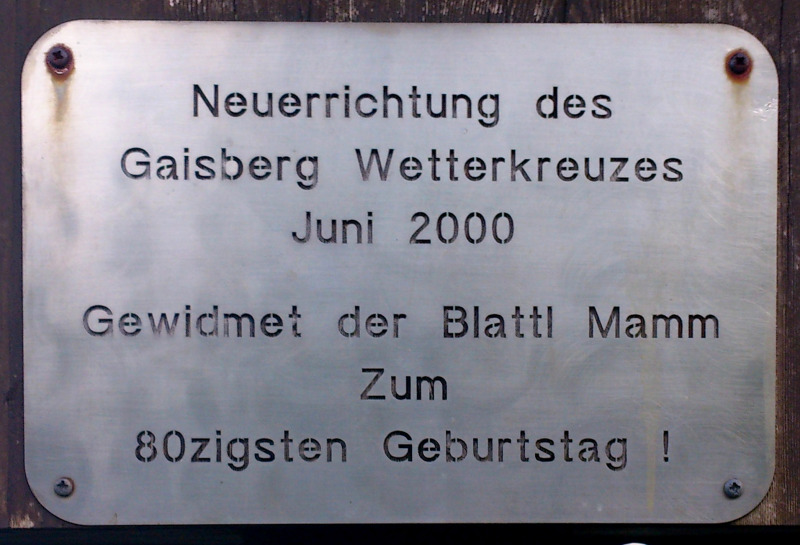 Neuerrichtung des
Gaisberg Wetterkreuzes
Juni 2000
Gewidmet der Blattl Mamm
Zum
80zigsten Geburtstag !